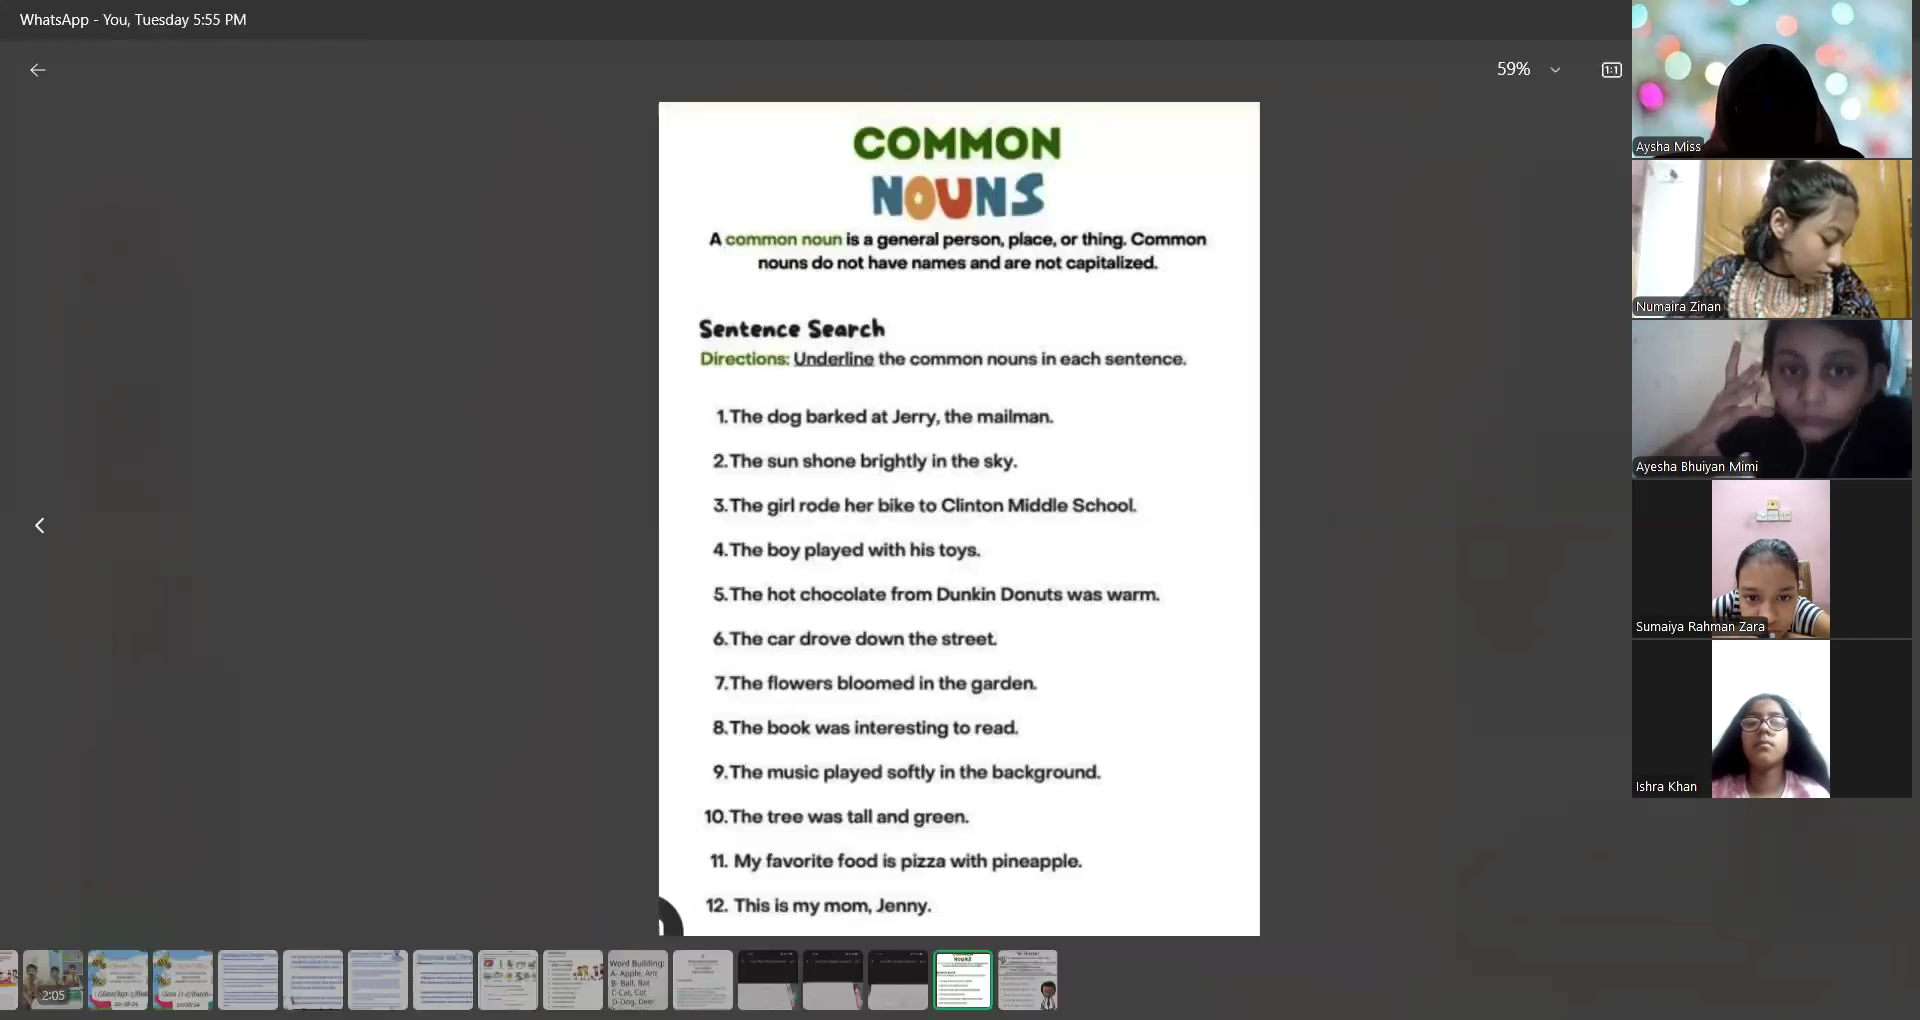 WhatsApp - You, Tuesday 5:55 PM
59%
1:1
COMMON
NOUNS
A common noun is a general person, place, or thing. Common
nouns do not have names and are not capitalized.
Sentence Search
Directions: Underline the common nouns in each sentence.
1. The dog barked at Jerry, the mailman.
2. The sun shone brightly in the sky.
3. The girl rode her bike to Clinton Middle School.
4. The boy played with his toys.
5. The hot chocolate from Dunkin Donuts was warm.
6. The car drove down the street.
7. The flowers bloomed in the garden.
8. The book was interesting to read.
9. The music played softly in the background.
10. The tree was tall and green.
11. My favorite food is pizza with pineapple.
12. This is my mom, Jenny.
Aysha Miss
Numaira Zinan
Ayesha Bhuiyan Mimi
Sumaiya Rahman Zara
Ishra Khan
2:05
Word Building:
A- Apple, Ant
B- Ball, Bat
C-Cat, Cat
D-Dog, Deer
COMMON
NOUNS